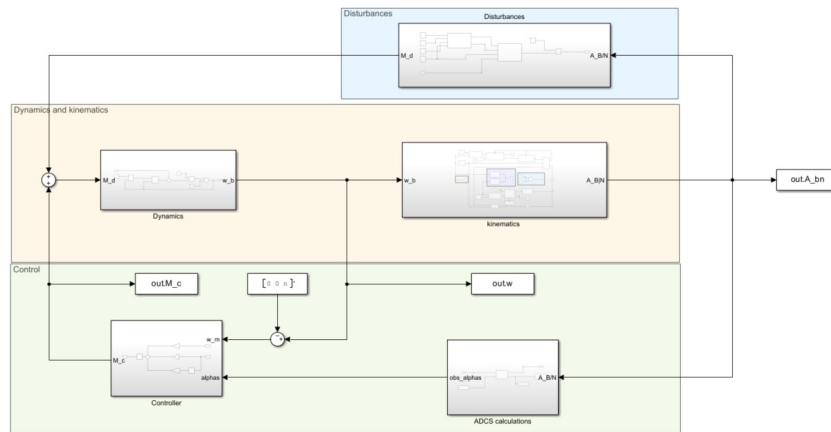 Disturbances
Disturbances
M_d
A_B/N
Dynamics and kinematics
M_d
w_b
w_b
A_B|N
out.A_bn
Dynamics
kinematics
Control
out.M_c
[0 0 n]'
out.w
w_m
M_c
alphas
obs_alphas
A_B/N
Controller
ADCS calculations